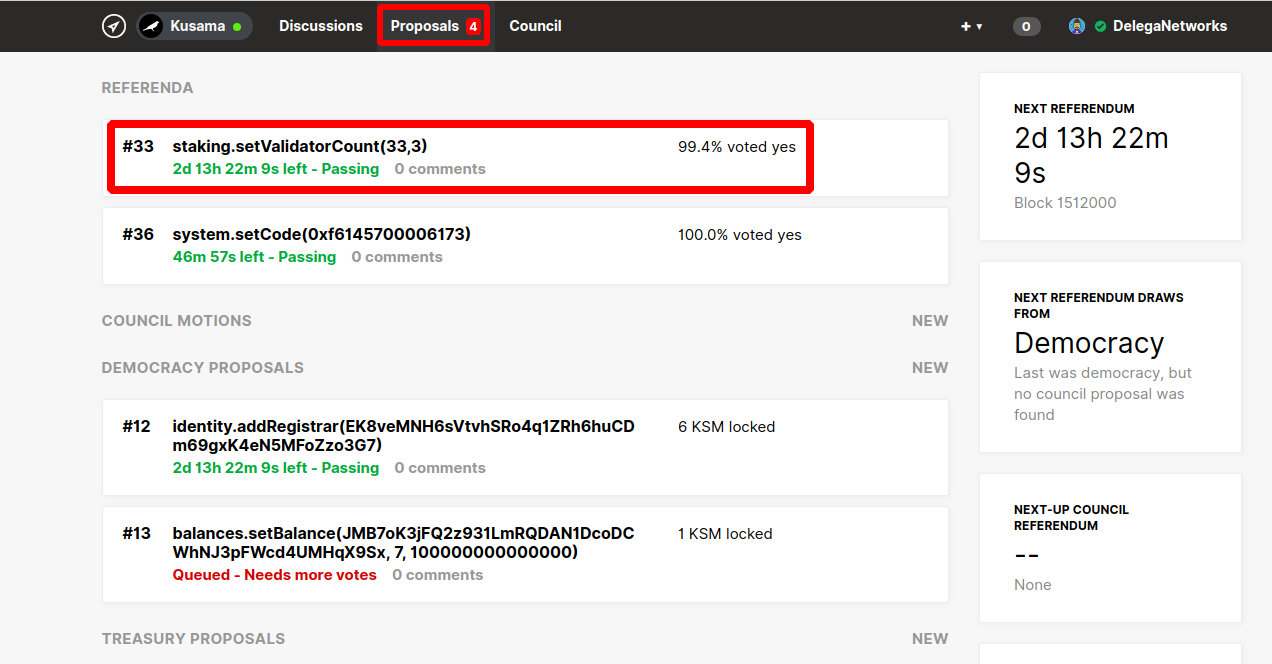 Kusama Discussions Proposals 4 Council + ▾ 0 DelegaNetworks
REFERENDA
#33 staking.setValidatorCount(33,3) 99.4% voted yes
2d 13h 22m 9s left - Passing 0 comments
#36 system.setCode(0xf6145700006173) 100.0% voted yes
46m 57s left - Passing 0 comments
COUNCIL MOTIONS NEW
DEMOCRACY PROPOSALS NEW
#12 identity.addRegistrar(EK8veMNH6sVtvhSRo4q1ZRh6huCD 6 KSM locked
m69gxK4eN5MFoZzo3G7)
2d 13h 22m 9s left - Passing 0 comments
#13 balances.setBalance(JMB7oK3jFQ2z931LmRQDAN1DcoDC 1 KSM locked
WhNJ3pFWcd4UMHqX9Sx, 7, 100000000000000)
Queued - Needs more votes 0 comments
TREASURY PROPOSALS NEW
NEXT REFERENDUM
2d 13h 22m
9s
Block 1512000
NEXT REFERENDUM DRAWS
FROM
Democracy
Last was democracy, but
no council proposal was
found
NEXT-UP COUNCIL
REFERENDUM
--
None